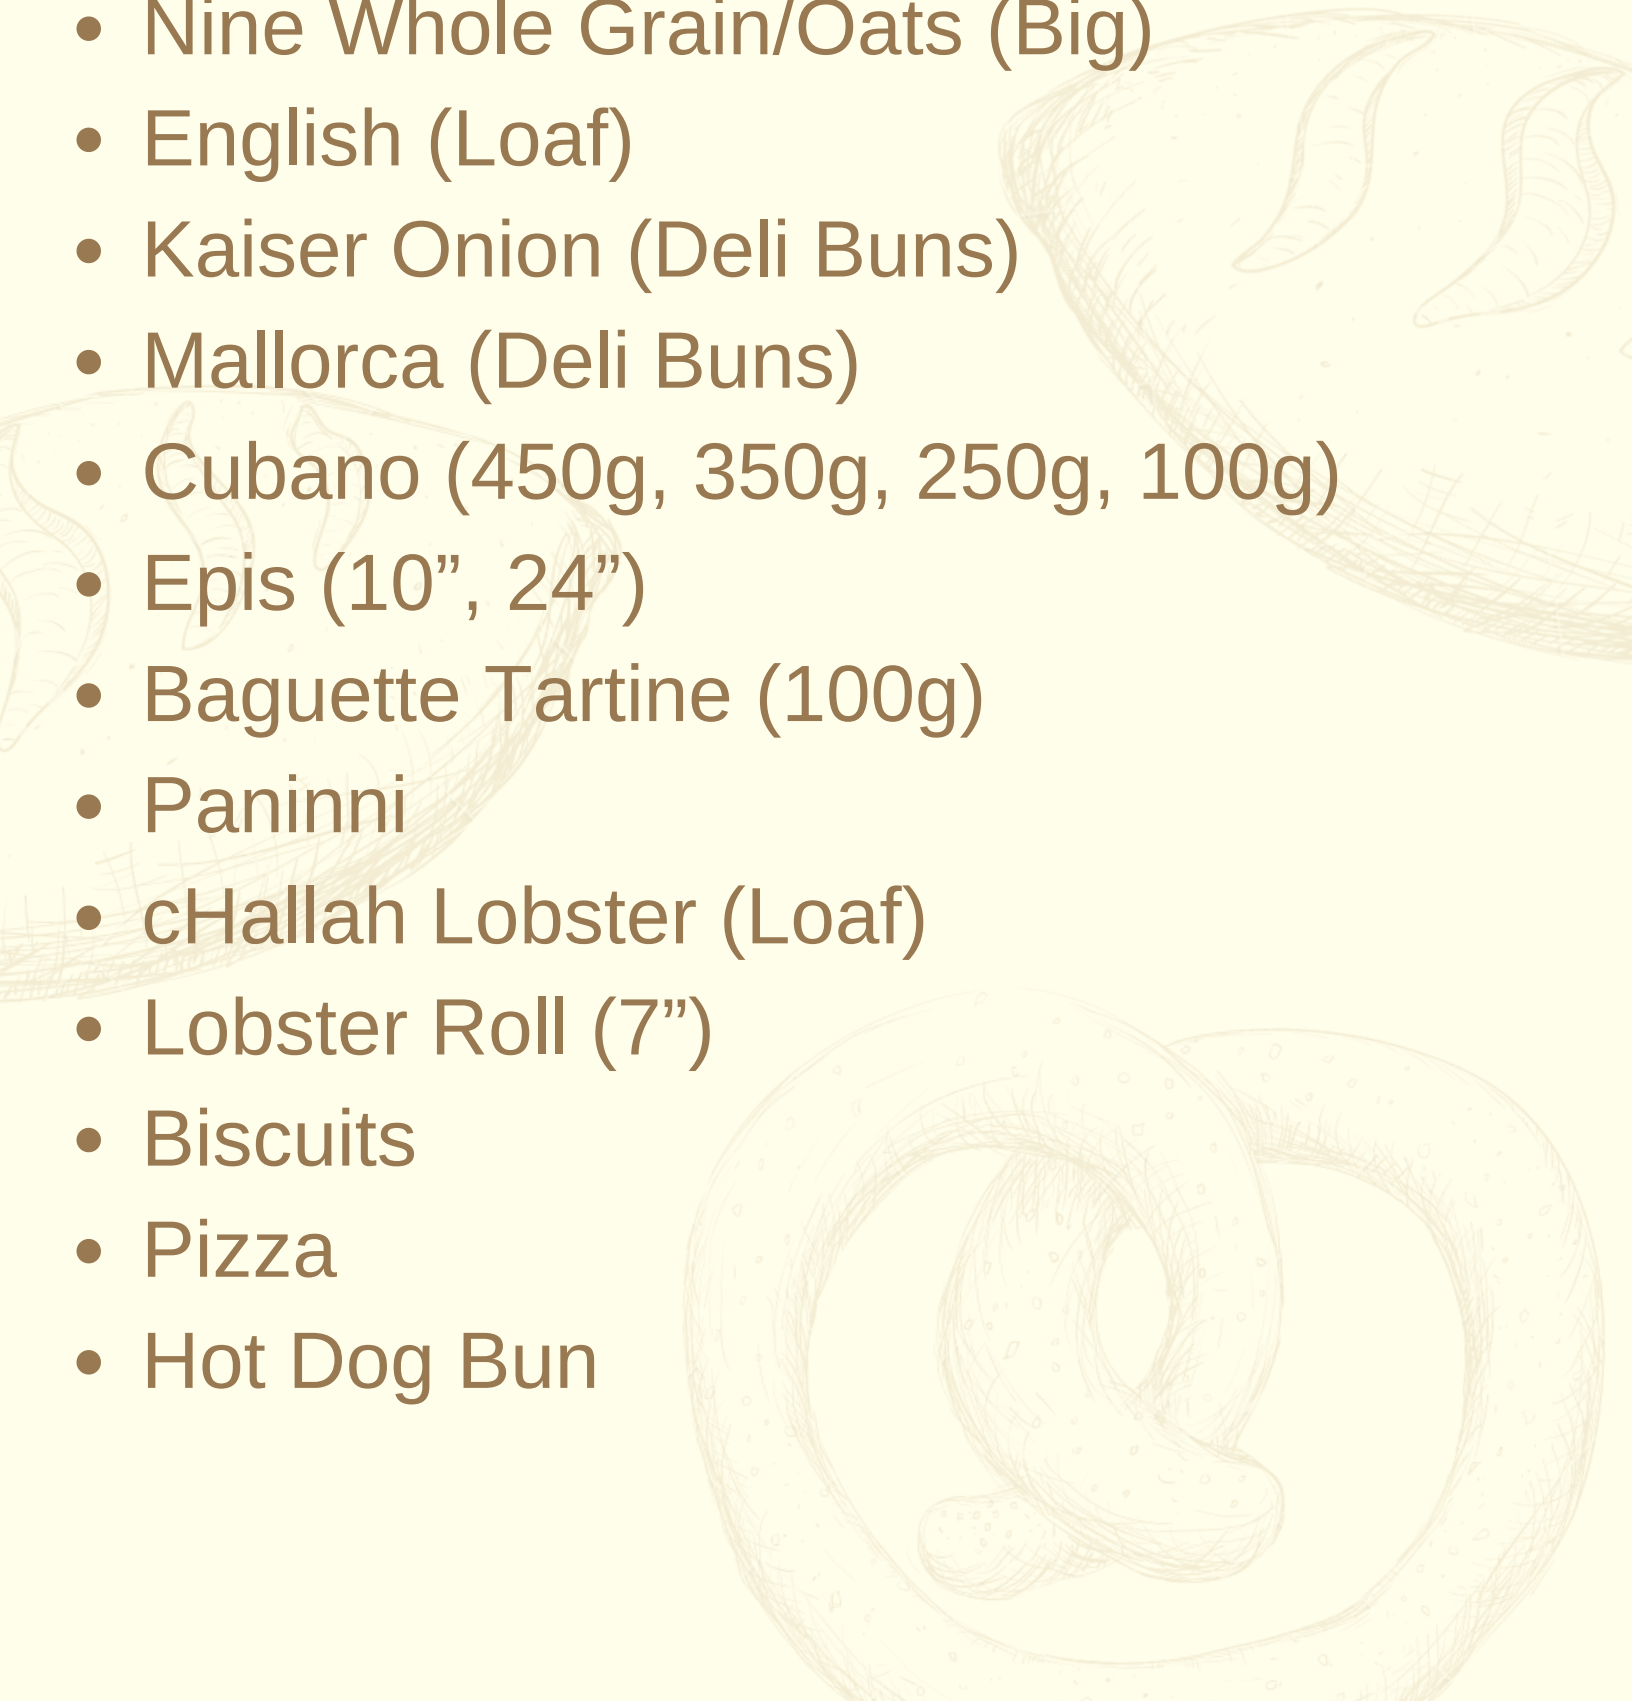 • Nine Whole Grain/Oats (Big)
• English (Loaf)
• Kaiser Onion (Deli Buns)
• Mallorca (Deli Buns)
• Cubano (450g, 350g, 250g, 100g)
• Epis (10”, 24”)
• Baguette Tartine (100g)
• Paninni
• cHallah Lobster (Loaf)
• Lobster Roll (7”)
• Biscuits
• Pizza
• Hot Dog Bun